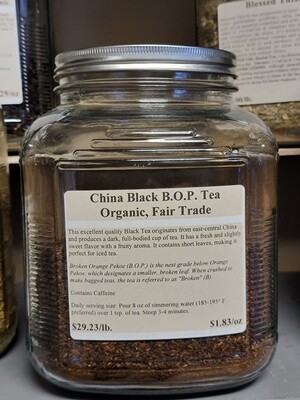 Blessed
/oz
lb.
China Black B.O.P. Tea
Organic, Fair Trade
This excellent quality Black Tea originates from east-central China
and produces a dark, full-bodied cup of tea. It has a fresh and slightly
sweet flavor with a fruity aroma. It contains short leaves, making it
perfect for iced tea.
Broken Orange Pekoe (B.O.P.) is the next grade below Orange
Pekoe, which designates a smaller, broken leaf. When crushed to
make bagged teas, the tea is referred to as "Broken" (B).
Contains Caffeine
Daily serving size: Pour 8 oz of simmering water (185-195° F
preferred) over 1 tsp. of tea. Steep 3-4 minutes.
$29.23/lb. $1.83/oz